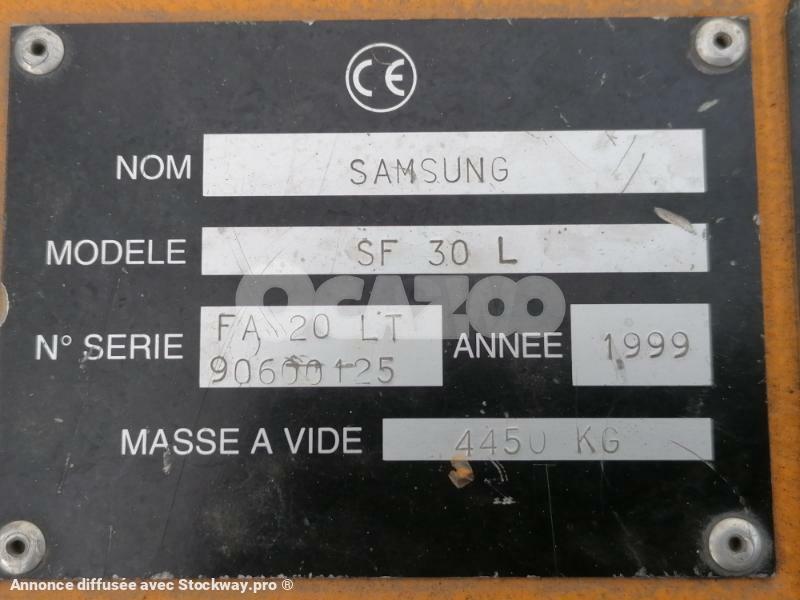 CE
NOM SAMSUNG
MODELE SF 30 L
OCAZOO
N° SERIE FA 20 LT
90600125
ANNEE 1999
MASSE A VIDE 4450 KG
Annonce diffusée avec Stockway.pro ®